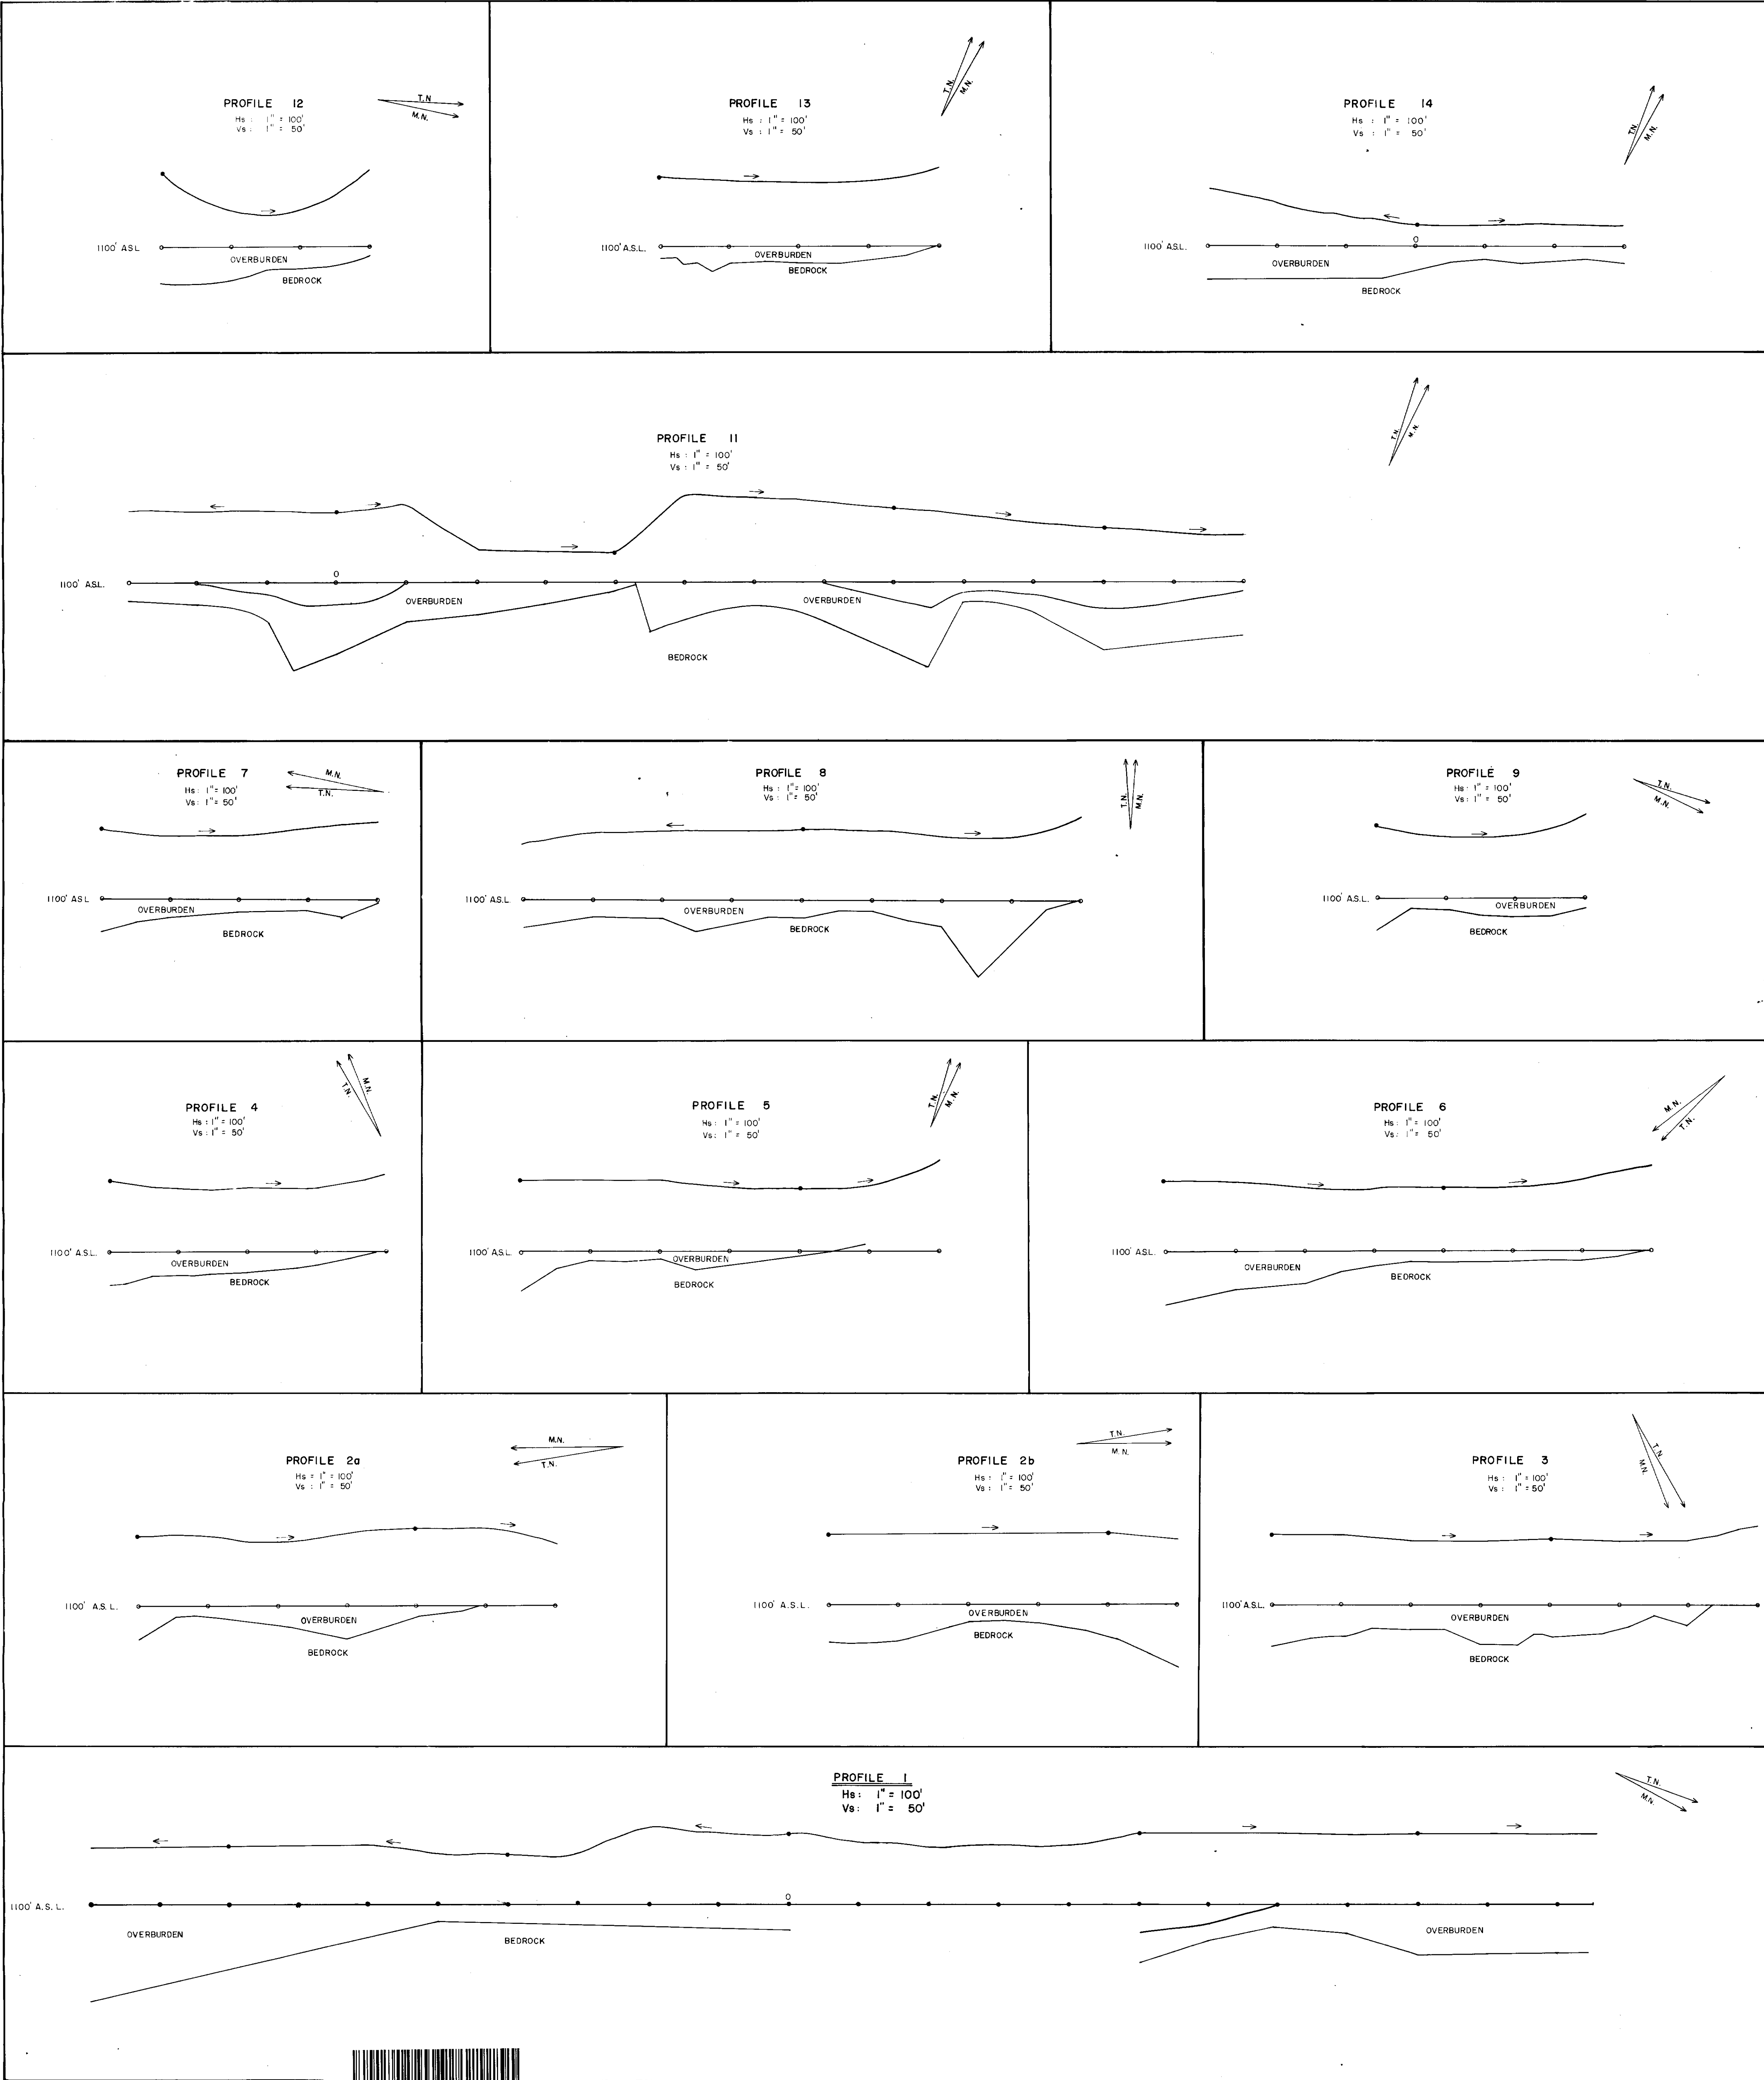 PROFILE 12
Hs : 1" = 100'
Vs : 1" = 50'
T.N
M.N.
1100' A.S.L
OVERBURDEN
BEDROCK
PROFILE 13
Hs : 1" = 100'
Vs : 1" = 50'
T.N.
M.N.
1100' A.S.L.
OVERBURDEN
BEDROCK
PROFILE 14
Hs : 1" = 100'
Vs : 1" = 50'
T.N.
M.N.
1100' A.S.L.
0
OVERBURDEN
BEDROCK
PROFILE 11
Hs : 1" = 100'
Vs : 1" = 50'
T.N.
M.N.
1100' A.S.L.
0
OVERBURDEN
OVERBURDEN
BEDROCK
PROFILE 7
Hs : 1" = 100'
Vs : 1" = 50'
M.N.
T.N.
1100' A.S.L
OVERBURDEN
BEDROCK
PROFILE 8
Hs : 1" = 100'
Vs : 1" = 50'
T.N.
M.N.
1100' A.S.L
OVERBURDEN
BEDROCK
PROFILE 9
Hs : 1" = 100'
Vs : 1" = 50'
T.N.
M.N.
1100' A.S.L.
OVERBURDEN
BEDROCK
PROFILE 4
Hs : 1" = 100'
Vs : 1" = 50'
M.N.
T.N.
1100' A.S.L.
OVERBURDEN
BEDROCK
PROFILE 5
Hs : 1" = 100'
Vs : 1" = 50'
T.N.
M.N.
1100' A.S.L.
OVERBURDEN
BEDROCK
PROFILE 6
Hs : 1" = 100'
Vs : 1" = 50'
M.N.
T.N.
1100' A.S.L.
OVERBURDEN
BEDROCK
PROFILE 2a
Hs = 1" = 100'
Vs : 1" = 50'
M.N.
T.N.
1100' A.S.L.
OVERBURDEN
BEDROCK
PROFILE 2b
Hs : 1" = 100'
Vs : 1" = 50'
T.N.
M.N.
1100' A.S.L.
OVERBURDEN
BEDROCK
PROFILE 3
Hs : 1" = 100'
Vs : 1" = 50'
T.N.
M.N.
1100' A.S.L.
OVERBURDEN
BEDROCK
PROFILE 1
Hs : 1" = 100'
Vs : 1" = 50'
T.N.
M.N.
1100' A.S.L.
0
OVERBURDEN
BEDROCK
OVERBURDEN